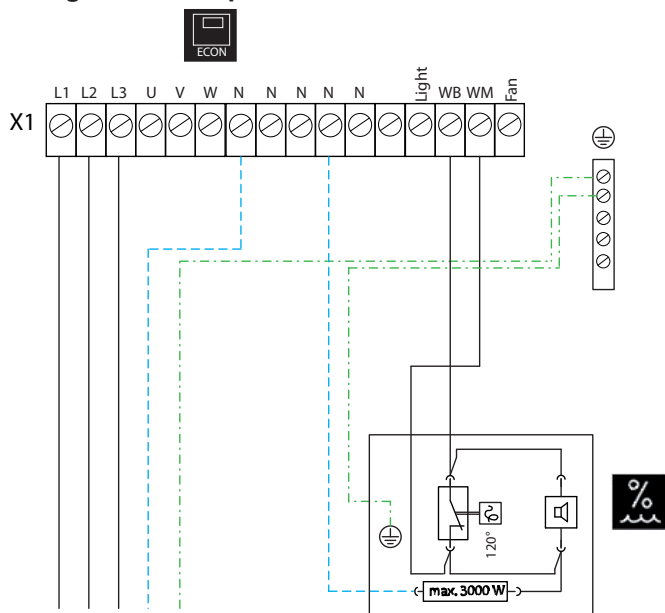 ECON
L1 L2 L3 U V W N N N N N Light WB WM Fan
X1
%
120°
max. 3000 W